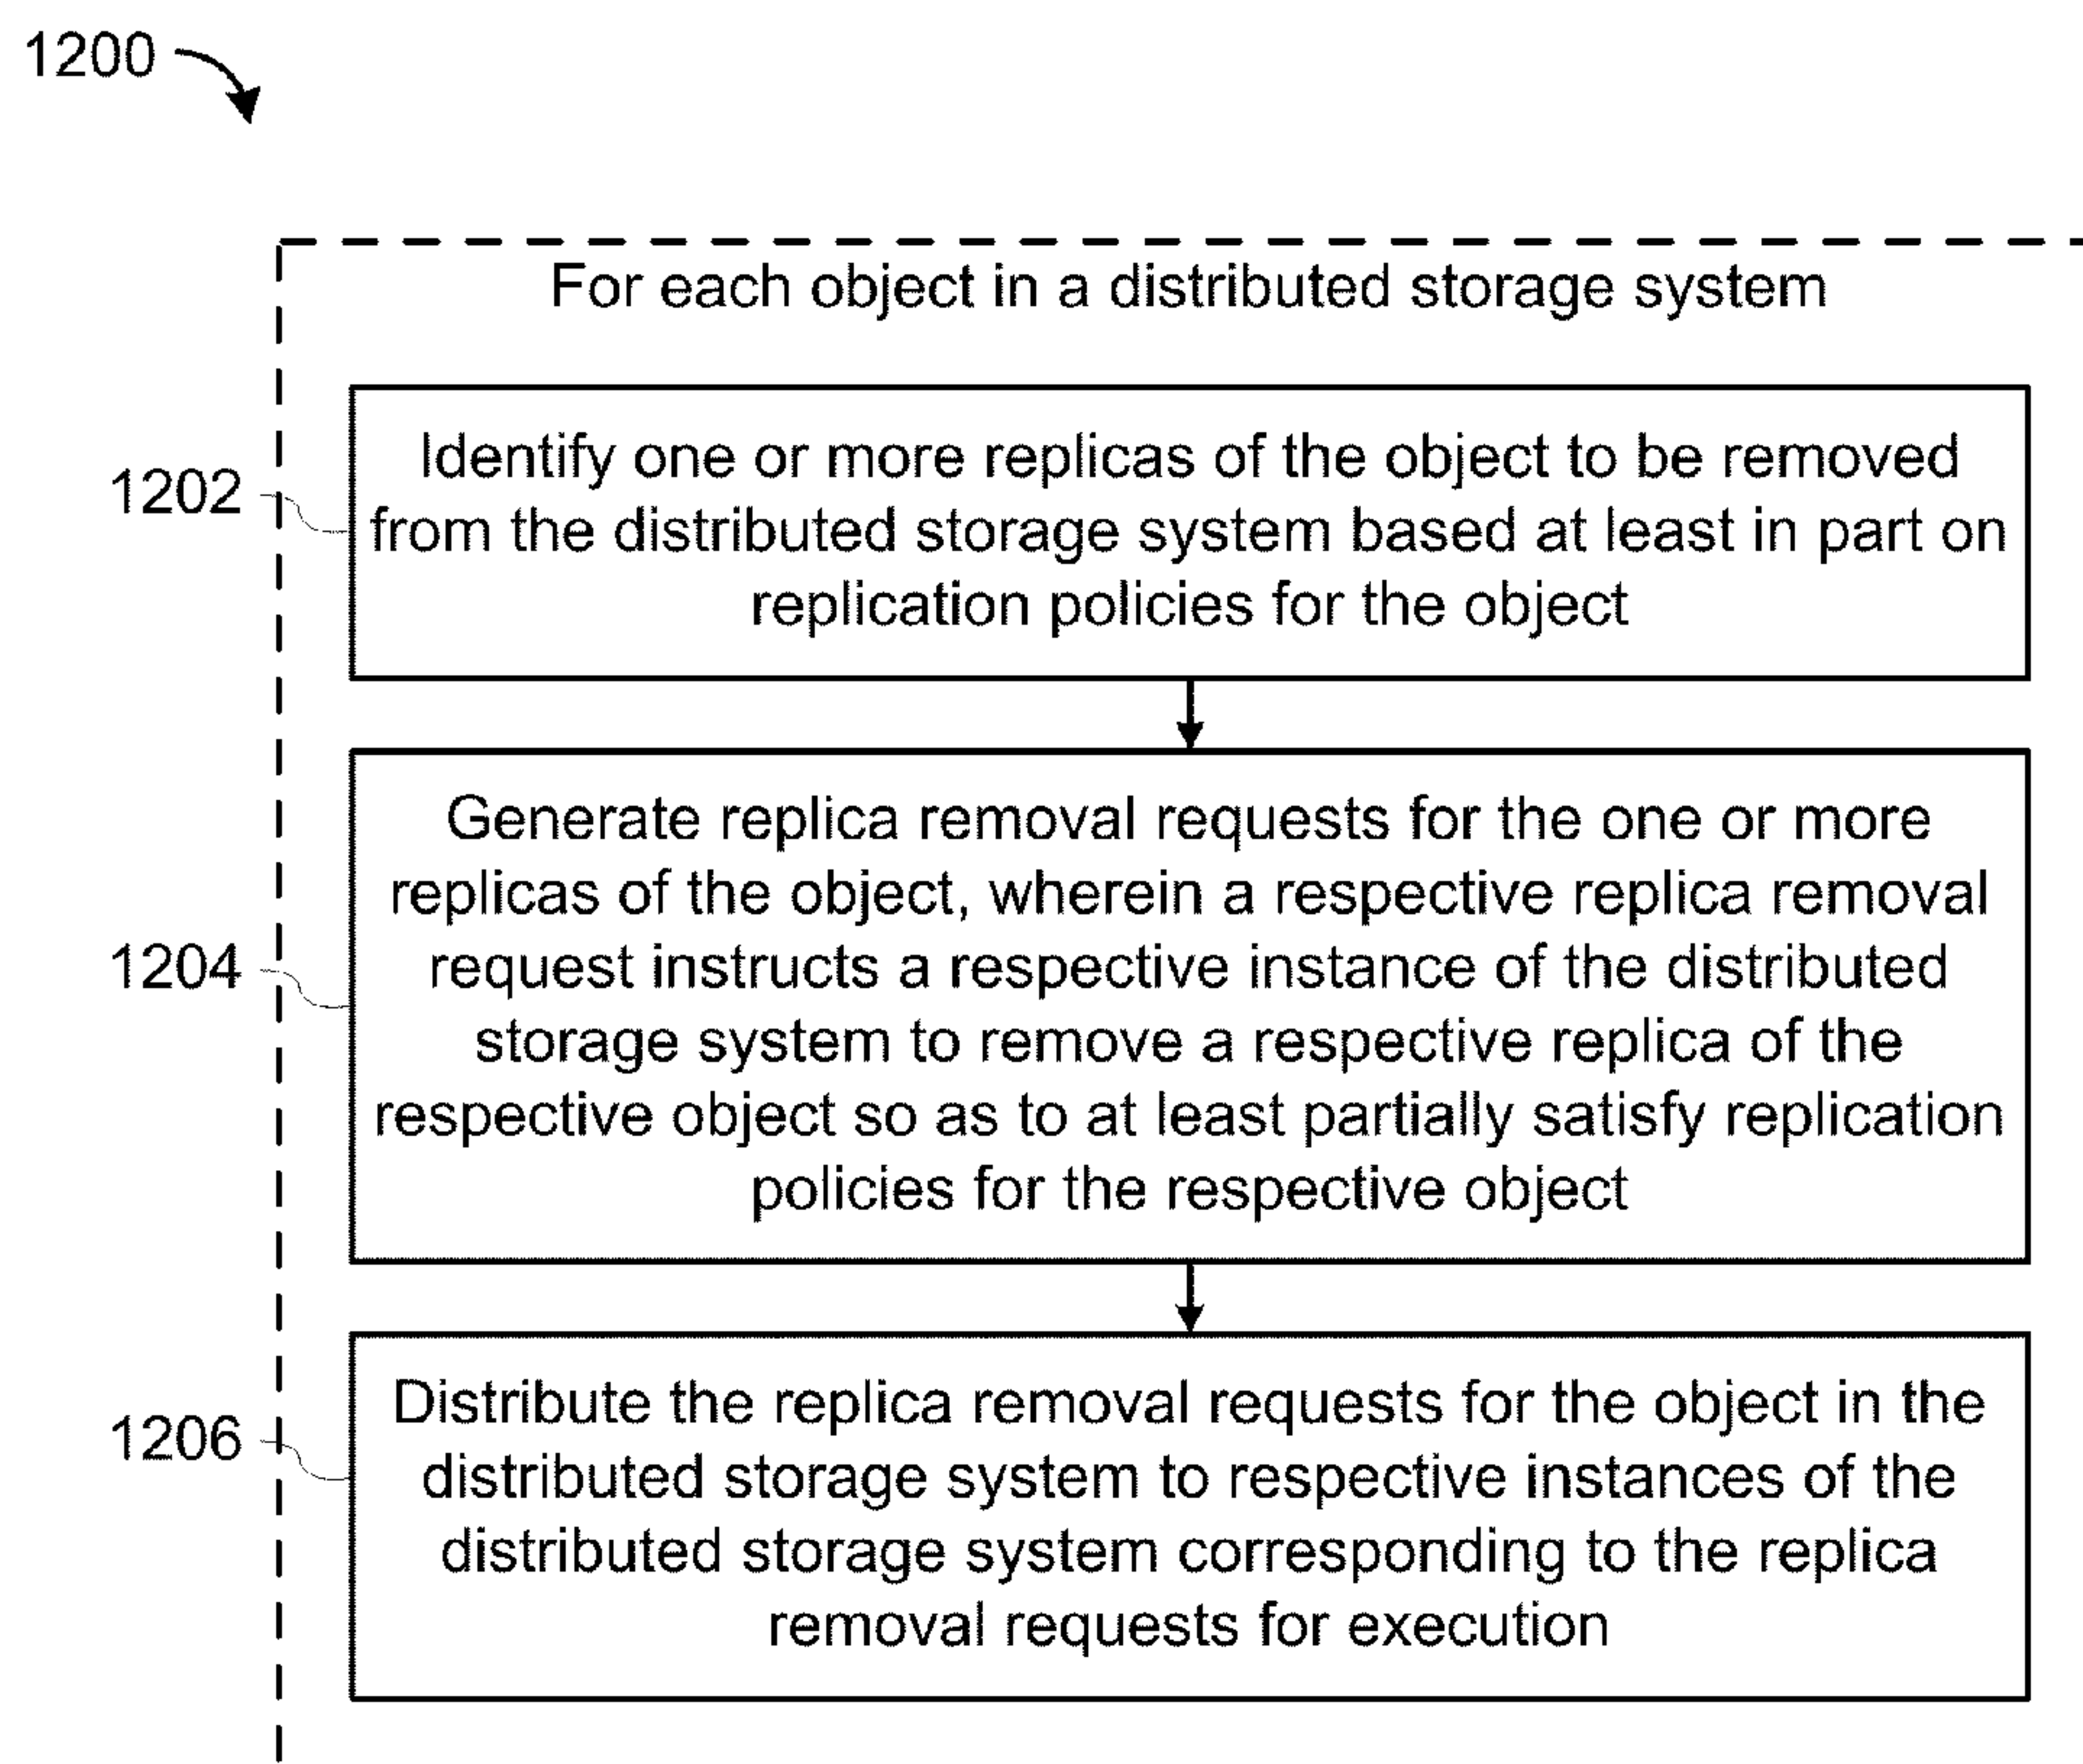 1200
For each object in a distributed storage system
1202
Identify one or more replicas of the object to be removed
from the distributed storage system based at least in part on
replication policies for the object
1204
Generate replica removal requests for the one or more
replicas of the object, wherein a respective replica removal
request instructs a respective instance of the distributed
storage system to remove a respective replica of the
respective object so as to at least partially satisfy replication
policies for the respective object
1206
Distribute the replica removal requests for the object in the
distributed storage system to respective instances of the
distributed storage system corresponding to the replica
removal requests for execution